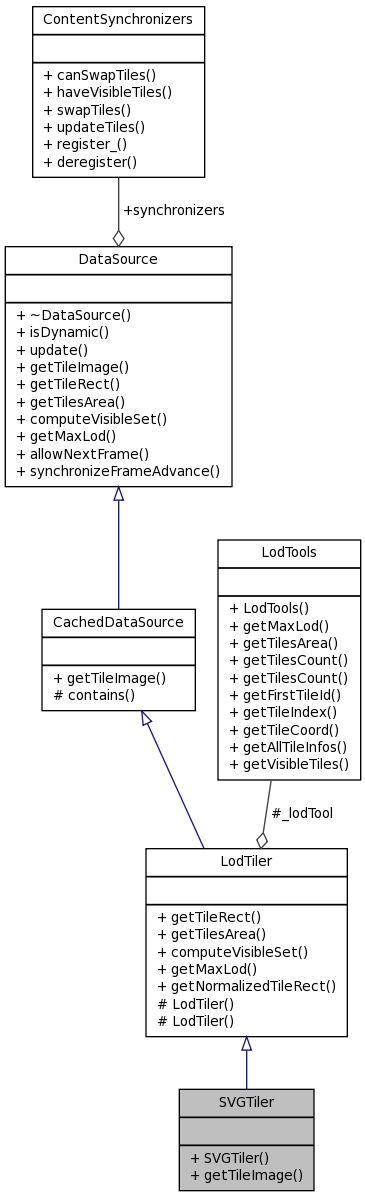 ContentSynchronizers
+ canSwapTiles()
+ haveVisibleTiles()
+ swapTiles()
+ updateTiles()
+ register_()
+ deregister()
+synchronizers
DataSource
+ ~DataSource()
+ isDynamic()
+ update()
+ getTileImage()
+ getTileRect()
+ getTilesArea()
+ computeVisibleSet()
+ getMaxLod()
+ allowNextFrame()
+ synchronizeFrameAdvance()
CachedDataSource
+ getTileImage()
# contains()
LodTools
+ LodTools()
+ getMaxLod()
+ getTilesArea()
+ getTilesCount()
+ getTilesCount()
+ getFirstTileId()
+ getTileIndex()
+ getTileCoord()
+ getAllTileInfos()
+ getVisibleTiles()
#_lodTool
LodTiler
+ getTileRect()
+ getTilesArea()
+ computeVisibleSet()
+ getMaxLod()
+ getNormalizedTileRect()
# LodTiler()
# LodTiler()
SVGTiler
+ SVGTiler()
+ getTileImage()